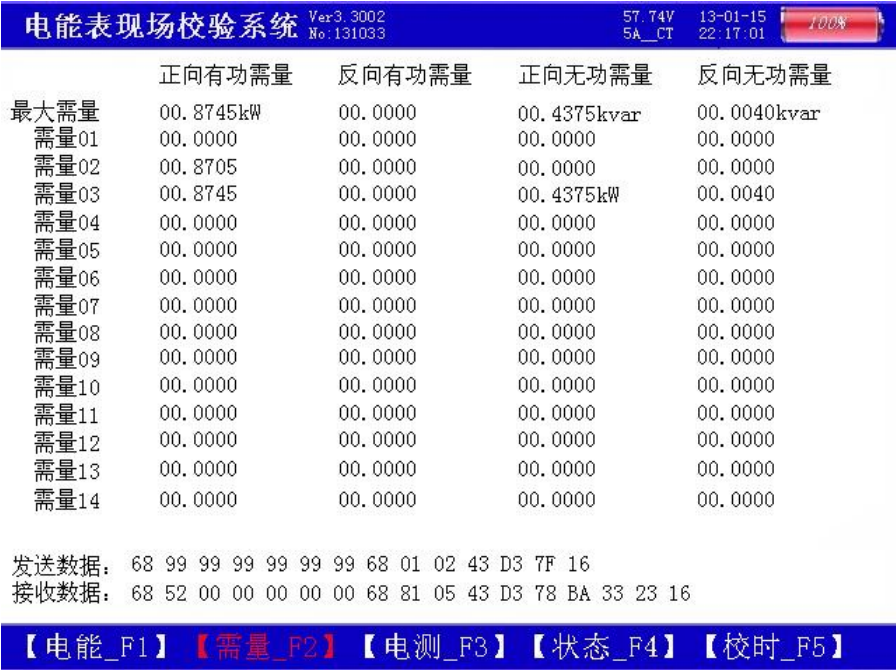 电能表现场校验系统 Ver3.3002 57.74V 13-01-15 100%
No:131033 5A__CT 22:17:01
正向有功需量 反向有功需量 正向无功需量 反向无功需量
最大需量 00.8745kW 00.0000 00.4375kvar 00.0040kvar
需量01 00.0000 00.0000 00.0000 00.0000
需量02 00.8705 00.0000 00.0000 00.0000
需量03 00.8745 00.0000 00.4375kW 00.0040
需量04 00.0000 00.0000 00.0000 00.0000
需量05 00.0000 00.0000 00.0000 00.0000
需量06 00.0000 00.0000 00.0000 00.0000
需量07 00.0000 00.0000 00.0000 00.0000
需量08 00.0000 00.0000 00.0000 00.0000
需量09 00.0000 00.0000 00.0000 00.0000
需量10 00.0000 00.0000 00.0000 00.0000
需量11 00.0000 00.0000 00.0000 00.0000
需量12 00.0000 00.0000 00.0000 00.0000
需量13 00.0000 00.0000 00.0000 00.0000
需量14 00.0000 00.0000 00.0000 00.0000
发送数据: 68 99 99 99 99 99 99 68 01 02 43 D3 7F 16
接收数据: 68 52 00 00 00 00 00 68 81 05 43 D3 78 BA 33 23 16
【电能_F1】 【需量_F2】 【电测_F3】 【状态_F4】 【校时_F5】